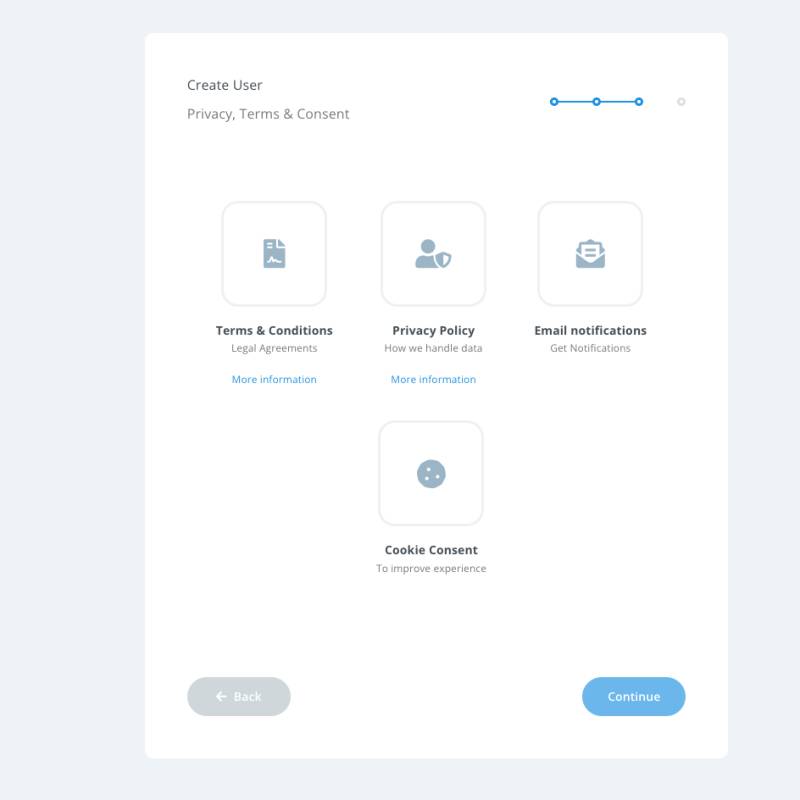 Create User
Privacy, Terms & Consent
Terms & Conditions
Legal Agreements
More information
Privacy Policy
How we handle data
More information
Email notifications
Get Notifications
Cookie Consent
To improve experience
Back
Continue